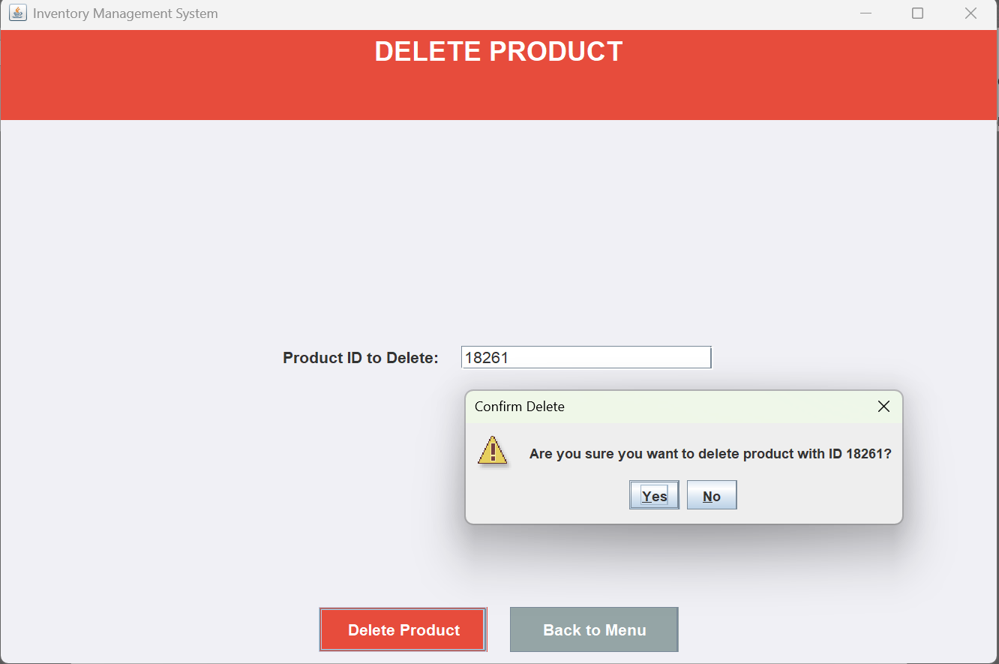 Inventory Management System
DELETE PRODUCT
Product ID to Delete: 18261
Confirm Delete
Are you sure you want to delete product with ID 18261?
Yes No
Delete Product Back to Menu